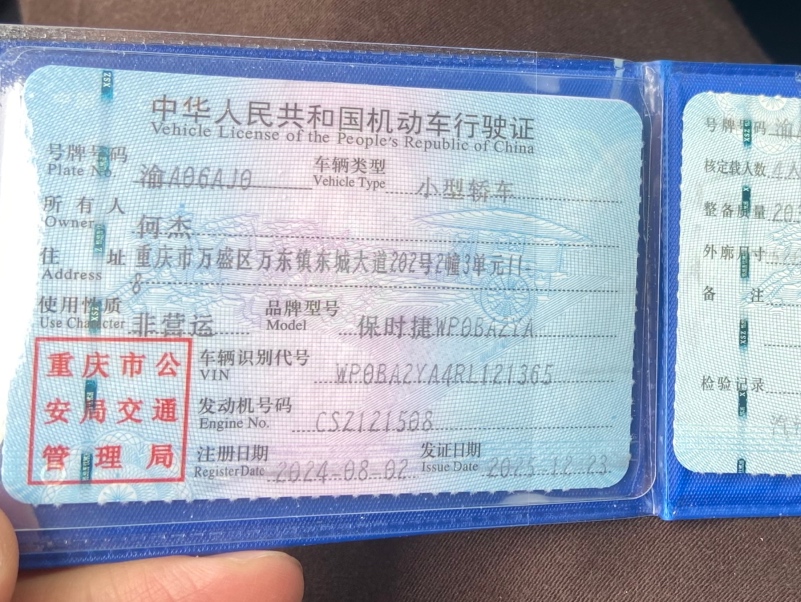 中华人民共和国机动车行驶证
Vehicle License of the People's Republic of China
号牌号码 渝A06AJ0 车辆类型 小型轿车
Plate No. Vehicle Type
所有人 何杰
Owner
住址 重庆市万盛区万东镇东城大道202号2幢3单元11-
Address 8
使用性质 非营运 品牌型号 保时捷WP0BA2YA
Use Character Model
重庆市公
安局交通
管理局
车辆识别代号 WP0BA2YA4RL121365
VIN
发动机号码 CSZ121508
Engine No.
注册日期 2024-08-02 发证日期 2025-12-23
Register Date Issue Date
号牌号码 渝
核定载人数 4人
整备质量 20
外廓尺寸
备注
检验记录